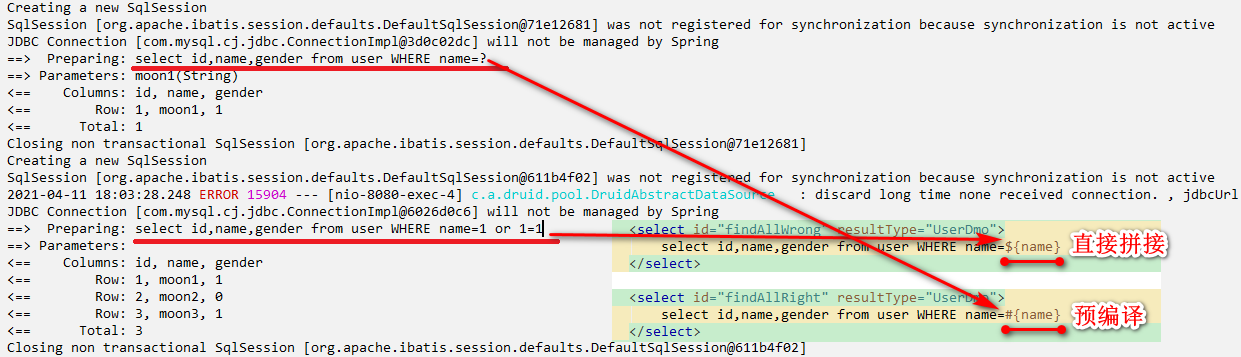 Creating a new SqlSession
SqlSession [org.apache.ibatis.session.defaults.DefaultSqlSession@71e12681] was not registered for synchronization because synchronization is not active
JDBC Connection [com.mysql.cj.jdbc.ConnectionImpl@3d0c02dc] will not be managed by Spring
==>  Preparing: select id,name,gender from user WHERE name=?
==> Parameters: moon1(String)
<==    Columns: id, name, gender
<==        Row: 1, moon1, 1
<==      Total: 1
Closing non transactional SqlSession [org.apache.ibatis.session.defaults.DefaultSqlSession@71e12681]
Creating a new SqlSession
SqlSession [org.apache.ibatis.session.defaults.DefaultSqlSession@611b4f02] was not registered for synchronization because synchronization is not active
2021-04-11 18:03:28.248 ERROR 15904 --- [nio-8080-exec-4] c.a.druid.pool.DruidAbstractDataSource   : discard long time none received connection. , jdbcUrl
JDBC Connection [com.mysql.cj.jdbc.ConnectionImpl@6026d0c6] will not be managed by Spring
==>  Preparing: select id,name,gender from user WHERE name=1 or 1=1
==> Parameters:
<==    Columns: id, name, gender
<==        Row: 1, moon1, 1
<==        Row: 2, moon2, 0
<==        Row: 3, moon3, 1
<==      Total: 3
Closing non transactional SqlSession [org.apache.ibatis.session.defaults.DefaultSqlSession@611b4f02]
<select id="findAllWrong" resultType="UserDmo">
select id,name,gender from user WHERE name=${name}
</select>
直接拼接
<select id="findAllRight" resultType="UserDmo">
select id,name,gender from user WHERE name=#{name}
</select>
预编译